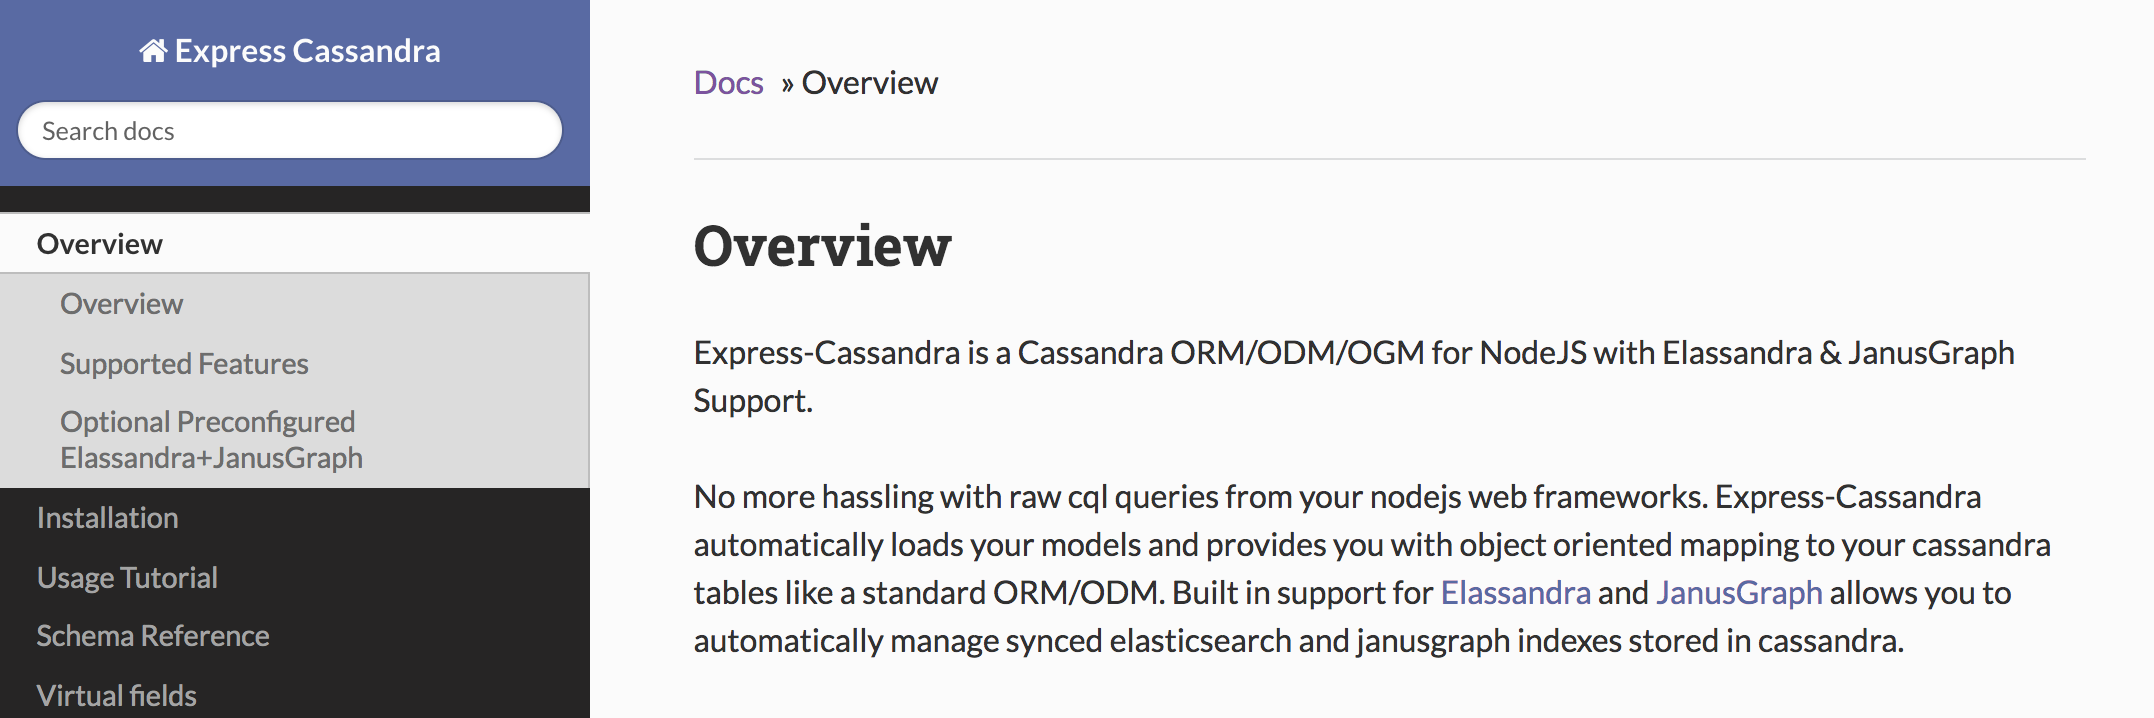 Express Cassandra
Search docs
Overview
Overview
Supported Features
Optional Preconfigured
Elassandra+JanusGraph
Installation
Usage Tutorial
Schema Reference
Virtual fields
Docs » Overview
Overview
Express-Cassandra is a Cassandra ORM/ODM/OGM for NodeJS with Elassandra & JanusGraph
Support.
No more hassling with raw cql queries from your nodejs web frameworks. Express-Cassandra
automatically loads your models and provides you with object oriented mapping to your cassandra
tables like a standard ORM/ODM. Built in support for Elassandra and JanusGraph allows you to
automatically manage synced elasticsearch and janusgraph indexes stored in cassandra.